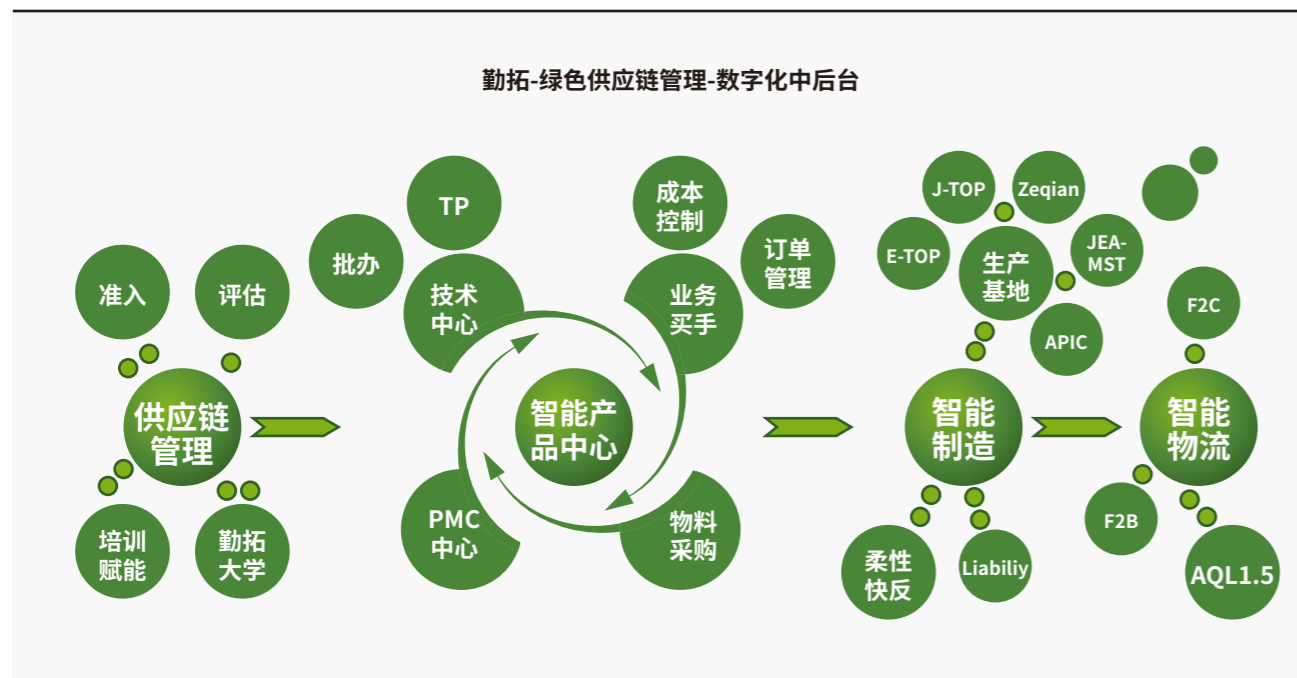 勤拓-绿色供应链管理-数字化中后台
准入
评估
供应链
管理
培训
赋能
勤拓
大学
TP
批办
技术
中心
成本
控制
订单
管理
业务
买手
智能产
品中心
PMC
中心
物料
采购
J-TOP
Zeqian
E-TOP
生产
基地
JEA-
MST
APIC
智能
制造
柔性
快反
Liabiliy
F2C
智能
物流
F2B
AQL1.5